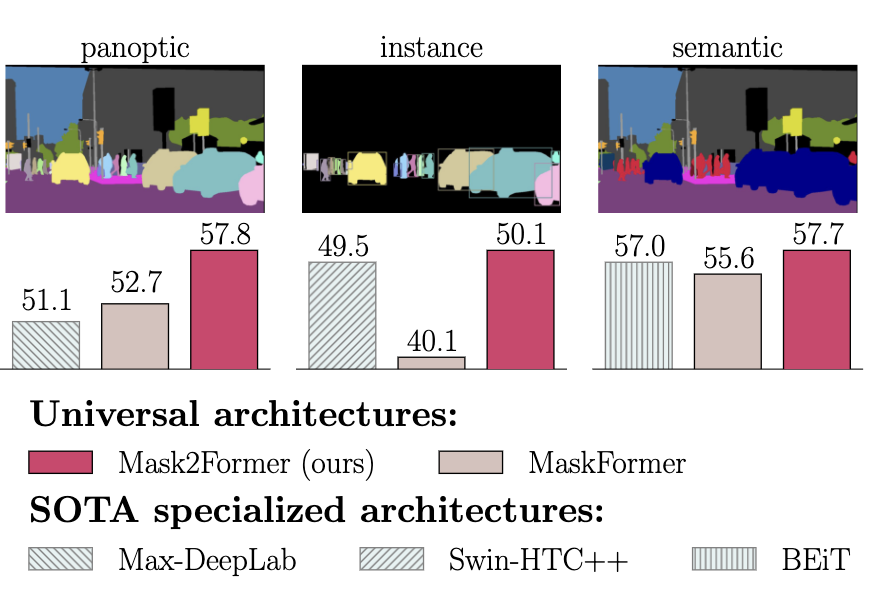 panoptic instance semantic
57.8 50.1 57.7
49.5 57.0
55.6
52.7
51.1
40.1
Universal architectures:
Mask2Former (ours) MaskFormer
SOTA specialized architectures:
Max-DeepLab Swin-HTC++ BEiT